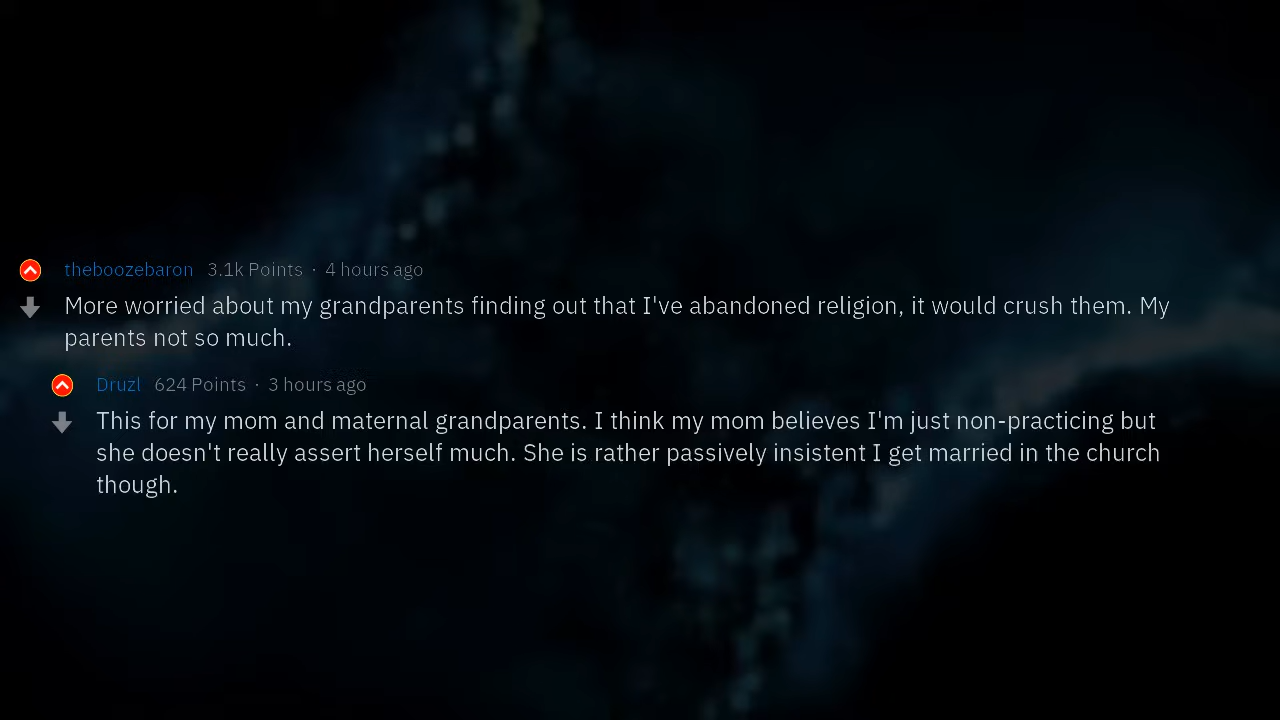 theboozebaron 3.1k Points · 4 hours ago
More worried about my grandparents finding out that I've abandoned religion, it would crush them. My
parents not so much.
Druzl 624 Points · 3 hours ago
This for my mom and maternal grandparents. I think my mom believes I'm just non-practicing but
she doesn't really assert herself much. She is rather passively insistent I get married in the church
though.